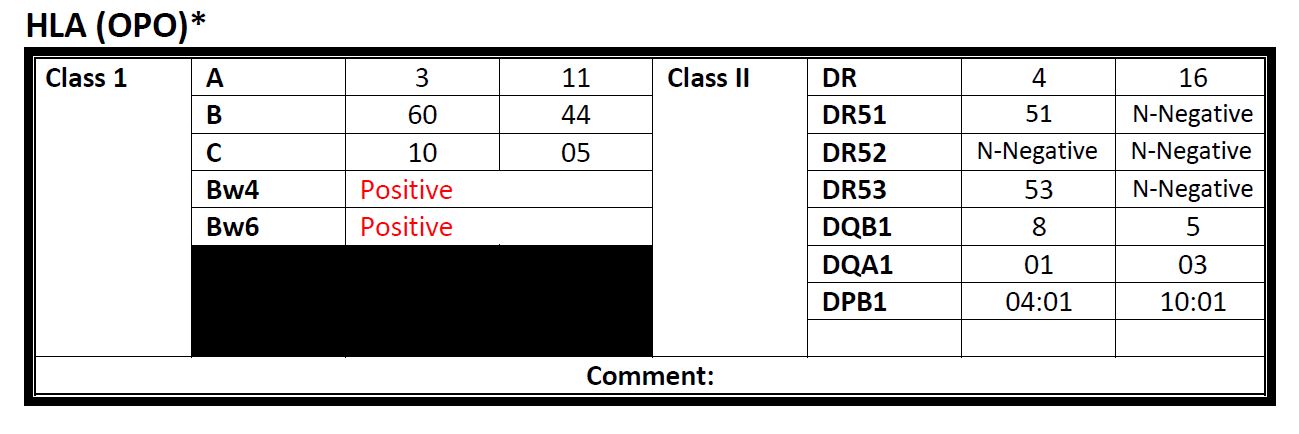 HLA (OPO)*
Class 1 A 3 11 Class II DR 4 16
B 60 44 DR51 51 N-Negative
C 10 05 DR52 N-Negative N-Negative
Bw4 Positive DR53 53 N-Negative
Bw6 Positive DQB1 8 5
DQA1 01 03
DPB1 04:01 10:01
Comment: